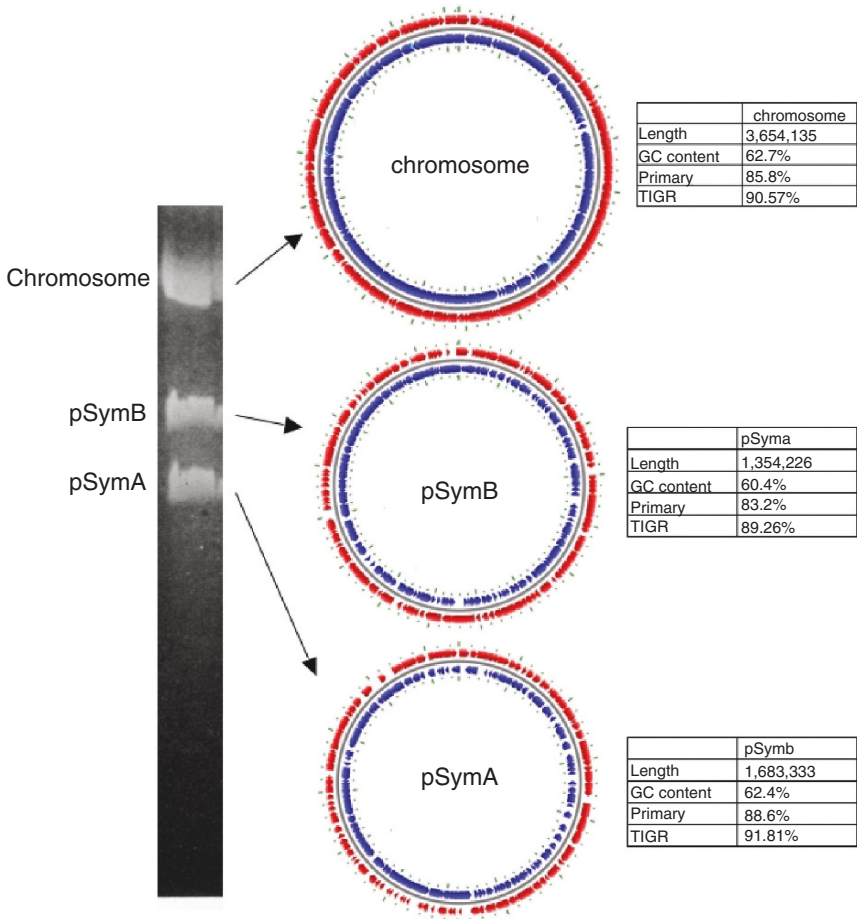 Chromosome
pSymB
pSymA
chromosome
pSymB
pSymA
chromosome
Length 3,654,135
GC content 62.7%
Primary 85.8%
TIGR 90.57%
pSyma
Length 1,354,226
GC content 60.4%
Primary 83.2%
TIGR 89.26%
pSymb
Length 1,683,333
GC content 62.4%
Primary 88.6%
TIGR 91.81%